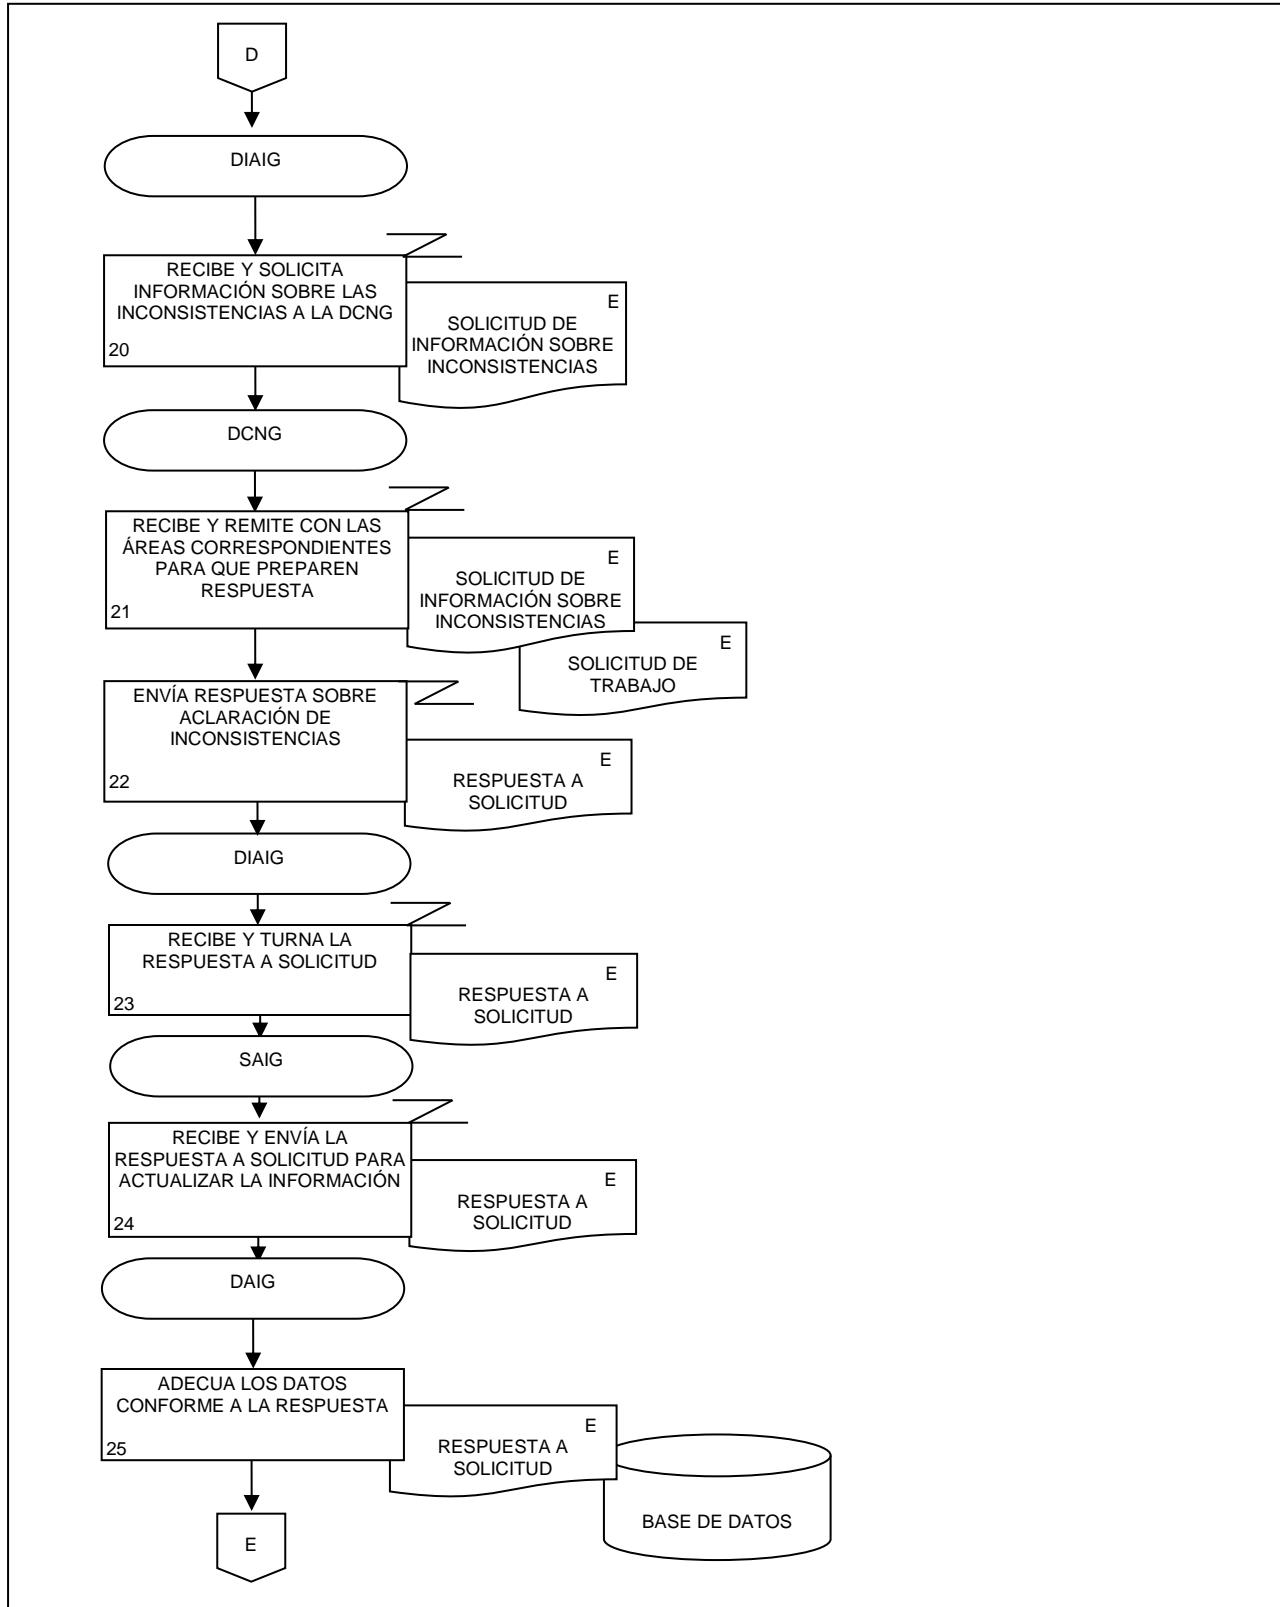 D
DIAIG
RECIBE Y SOLICITA
INFORMACIÓN SOBRE LAS
INCONSISTENCIAS A LA DCNG
20
E
SOLICITUD DE
INFORMACIÓN SOBRE
INCONSISTENCIAS
DCNG
RECIBE Y REMITE CON LAS
ÁREAS CORRESPONDIENTES
PARA QUE PREPAREN
RESPUESTA
21
E
SOLICITUD DE
INFORMACIÓN SOBRE
INCONSISTENCIAS
E
SOLICITUD DE
TRABAJO
ENVÍA RESPUESTA SOBRE
ACLARACIÓN DE
INCONSISTENCIAS
22
E
RESPUESTA A
SOLICITUD
DIAIG
RECIBE Y TURNA LA
RESPUESTA A SOLICITUD
23
E
RESPUESTA A
SOLICITUD
SAIG
RECIBE Y ENVÍA LA
RESPUESTA A SOLICITUD PARA
ACTUALIZAR LA INFORMACIÓN
24
E
RESPUESTA A
SOLICITUD
DAIG
ADECUA LOS DATOS
CONFORME A LA RESPUESTA
25
E
RESPUESTA A
SOLICITUD
BASE DE DATOS
E